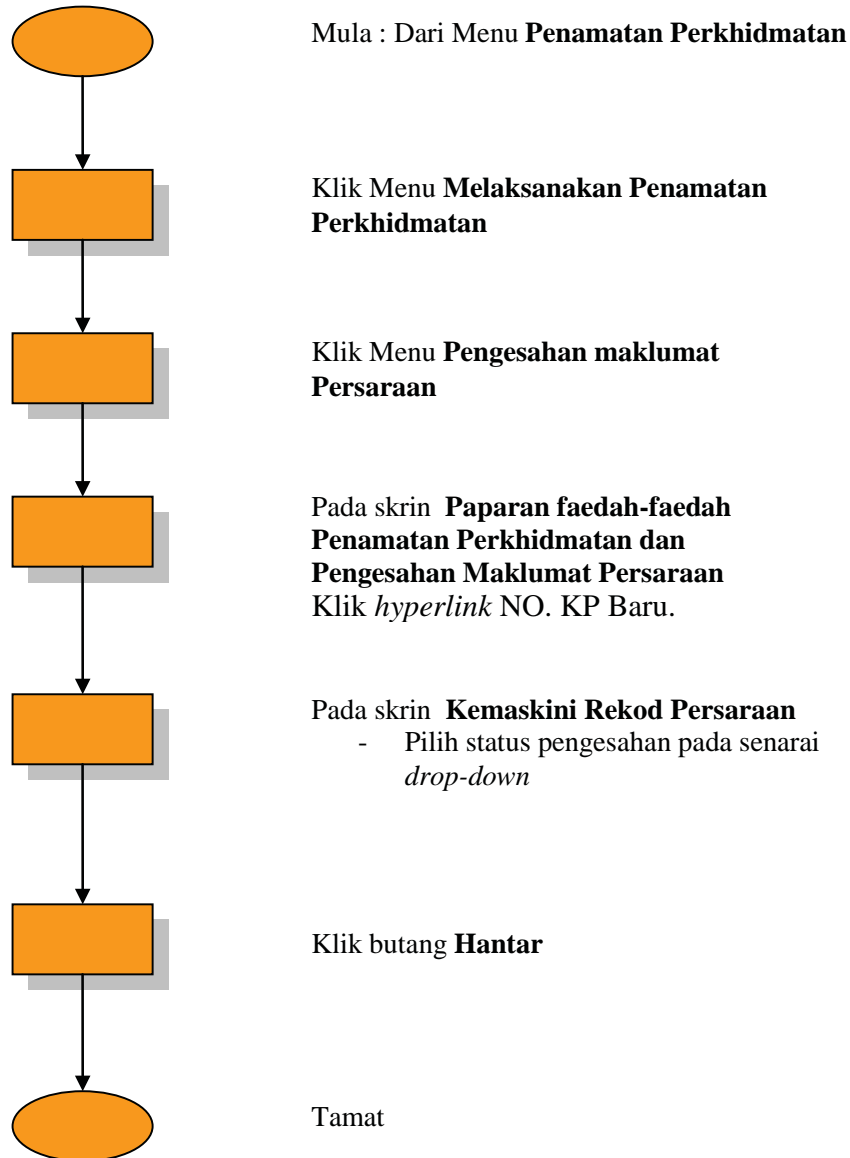 Mula : Dari Menu Penamatan Perkhidmatan
Klik Menu Melaksanakan Penamatan
Perkhidmatan
Klik Menu Pengesahan maklumat
Persaraan
Pada skrin Paparan faedah-faedah
Penamatan Perkhidmatan dan
Pengesahan Maklumat Persaraan
Klik hyperlink NO. KP Baru.
Pada skrin Kemaskini Rekod Persaraan
- Pilih status pengesahan pada senarai
drop-down
Klik butang Hantar
Tamat